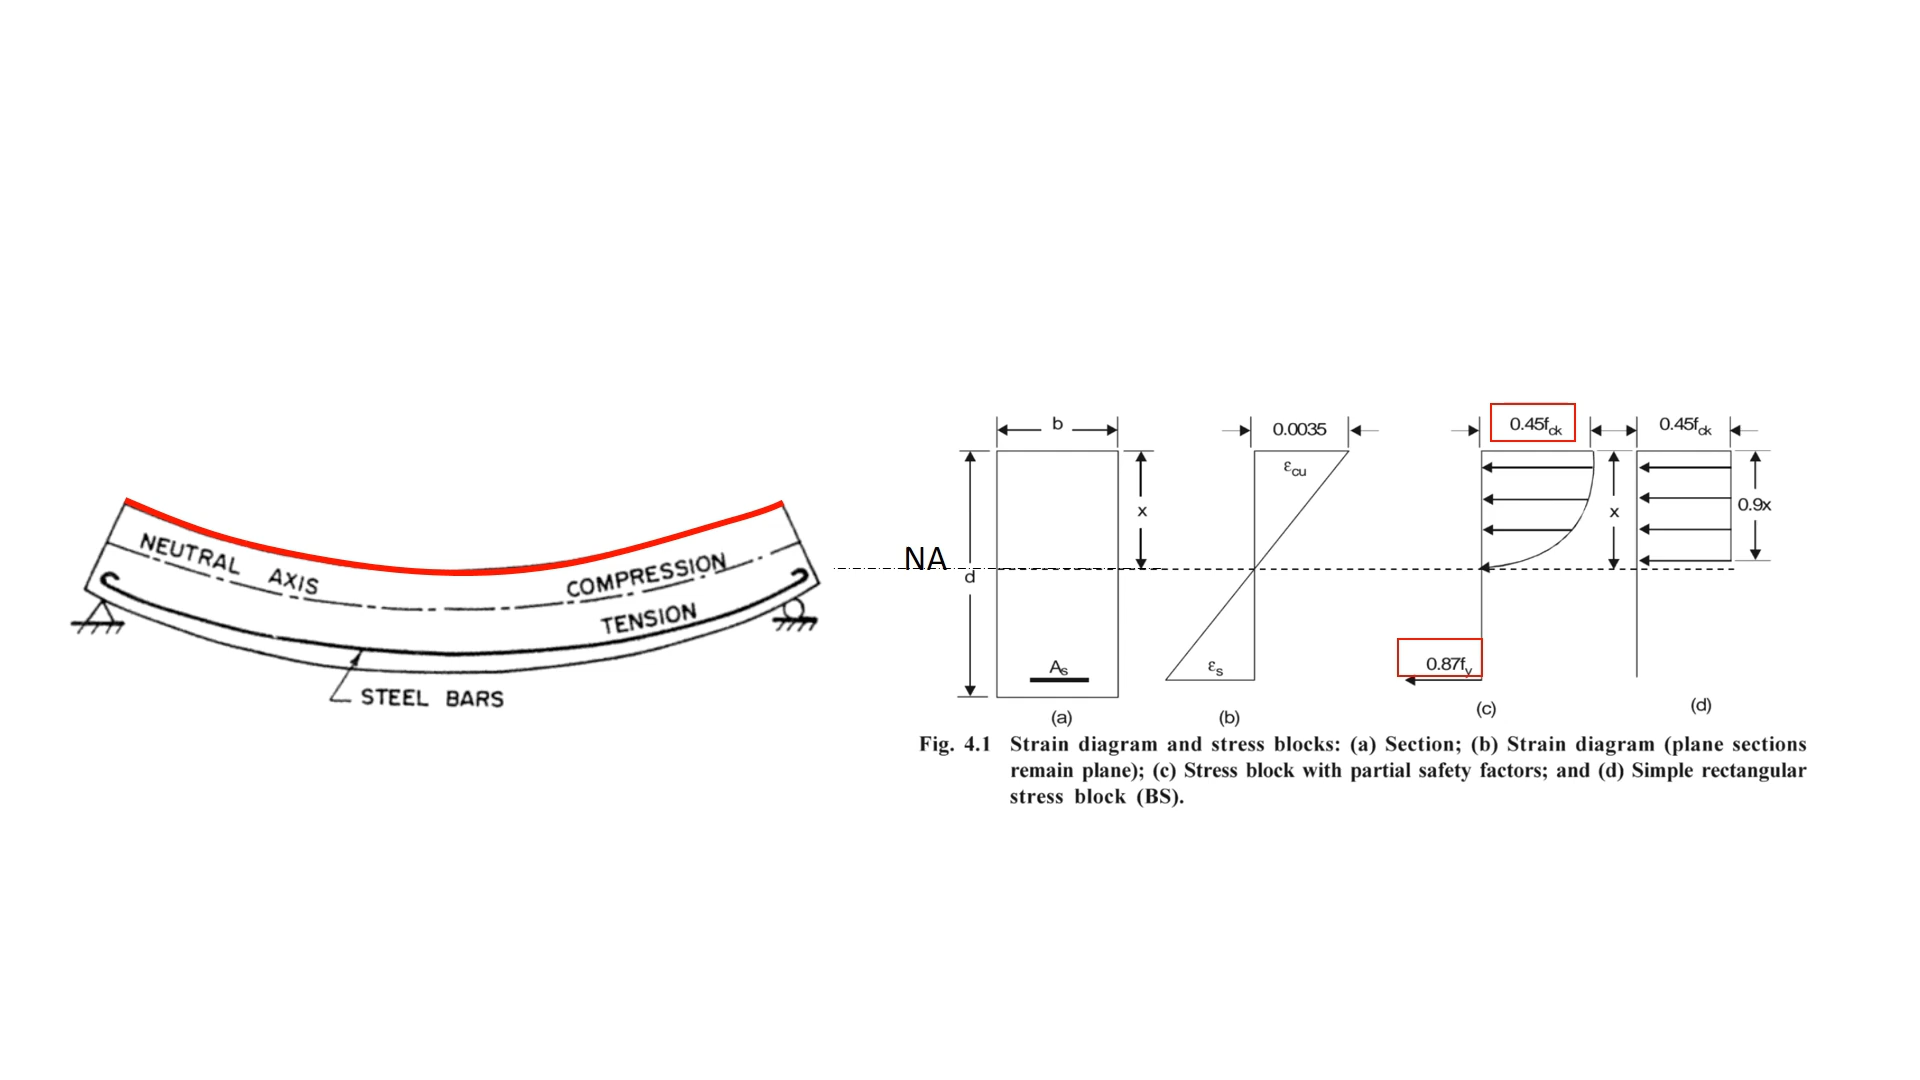 NEUTRAL AXIS
COMPRESSION
TENSION
STEEL BARS
NA
b
d
x
As
(a)
0.0035
εcu
εs
(b)
0.45fck
x
0.87fy
(c)
0.45fck
0.9x
(d)
Fig. 4.1 Strain diagram and stress blocks: (a) Section; (b) Strain diagram (plane sections
remain plane); (c) Stress block with partial safety factors; and (d) Simple rectangular
stress block (BS).